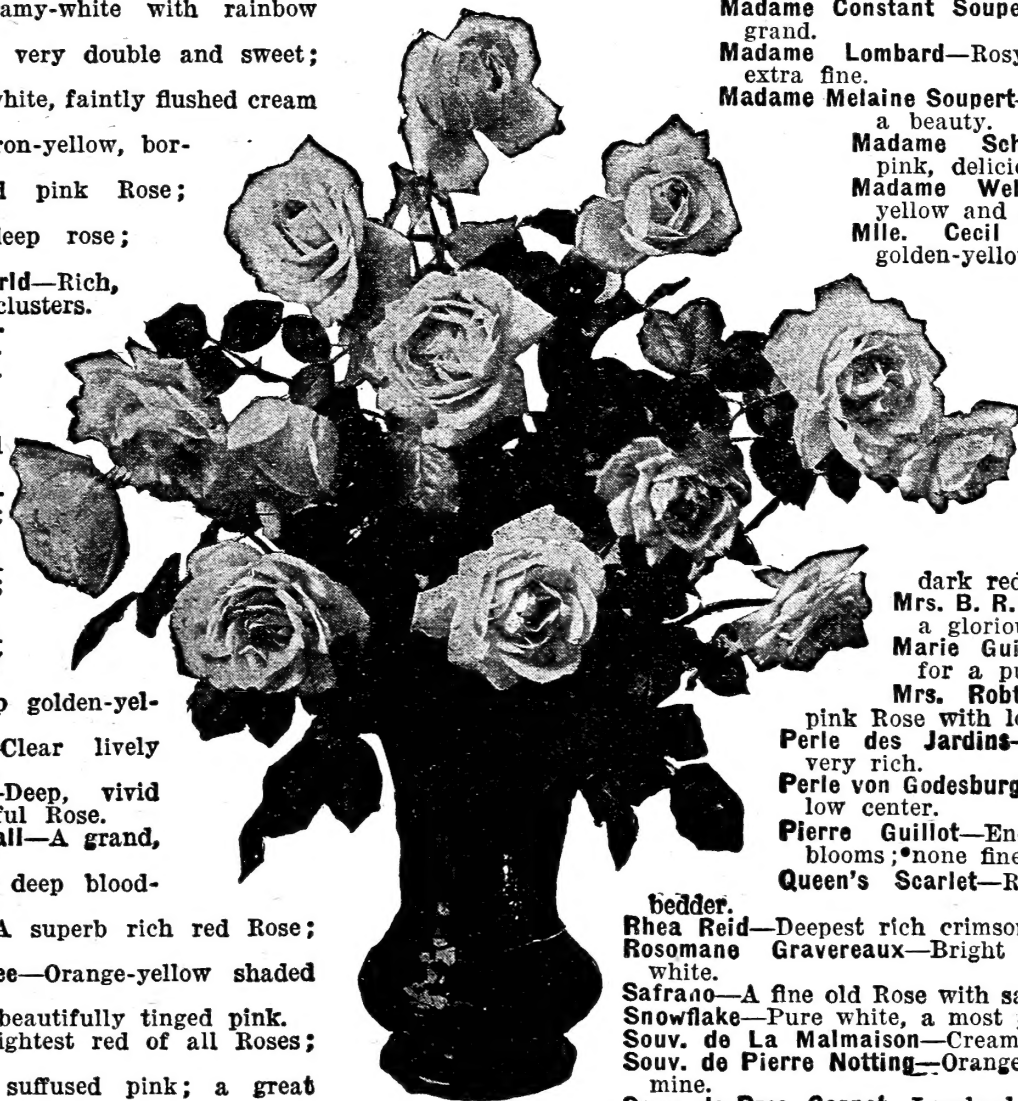 amy-white with rainbow
very double and sweet;
hite, faintly flushed cream
ron-yellow, bor-
pink Rose;
deep rose;
rld—Rich,
clusters.
golden-yel-
Clear lively
-Deep, vivid
ful Rose.
all—A grand,
deep blood-
A superb rich red Rose;
ee—Orange-yellow shaded
beautifully tinged pink.
ightest red of all Roses;
suffused pink; a great
Madame Constant Soupe
grand.
Madame Lombard—Rosy
extra fine.
Madame Melaine Soupert-
a beauty.
Madame Sch
pink, delici
Madame Wel
yellow and
Mlle. Cecil
golden-yello
dark red
Mrs. B. R.
a gloriou
Marie Gui
for a pu
Mrs. Robt
pink Rose with l
Perle des Jardins-
very rich.
Perle von Godesburg
low center.
Pierre Guillot—En
blooms; none fine
Queen's Scarlet—R
bedder.
Rhea Reid—Deepest rich crimson
Rosomane Gravereaux—Bright
white.
Safrano—A fine old Rose with sa
Snowflake—Pure white, a most
Souv. de La Malmaison—Cream
Souv. de Pierre Notting—Orange
mine.